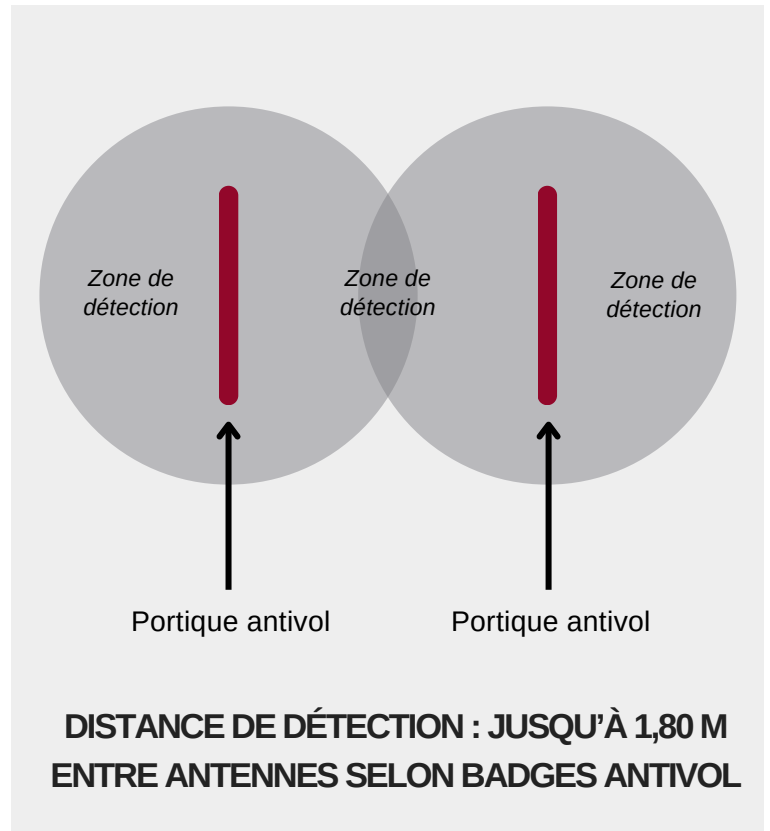 Zone de
détection
Zone de
détection
Zone de
détection
Portique antivol
Portique antivol
DISTANCE DE DÉTECTION : JUSQU’À 1,80 M
ENTRE ANTENNES SELON BADGES ANTIVOL